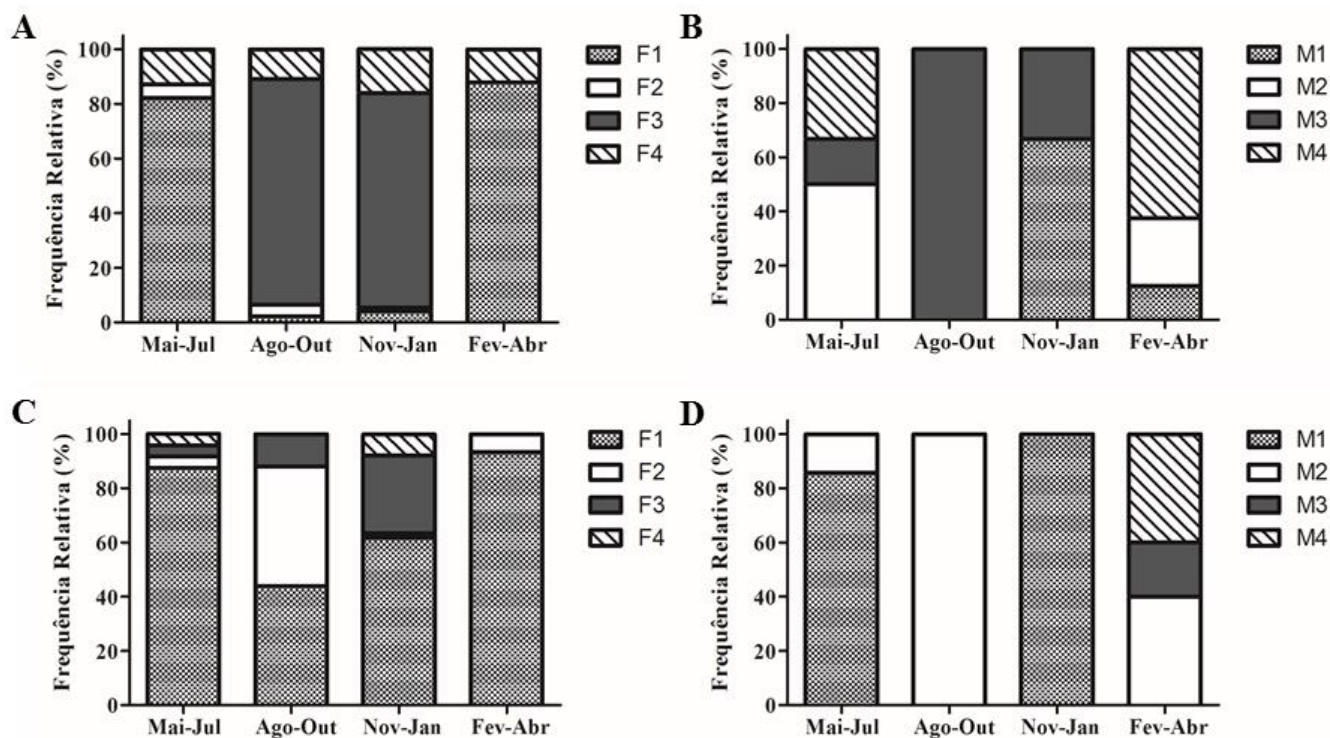 A
Frequência Relativa (%)
100
80
60
40
20
0
Mai-Jul Ago-Out Nov-Jan Fev-Abr
F1
F2
F3
F4
B
Frequência Relativa (%)
100
80
60
40
20
0
Mai-Jul Ago-Out Nov-Jan Fev-Abr
M1
M2
M3
M4
C
Frequência Relativa (%)
100
80
60
40
20
0
Mai-Jul Ago-Out Nov-Jan Fev-Abr
F1
F2
F3
F4
D
Frequência Relativa (%)
100
80
60
40
20
0
Mai-Jul Ago-Out Nov-Jan Fev-Abr
M1
M2
M3
M4